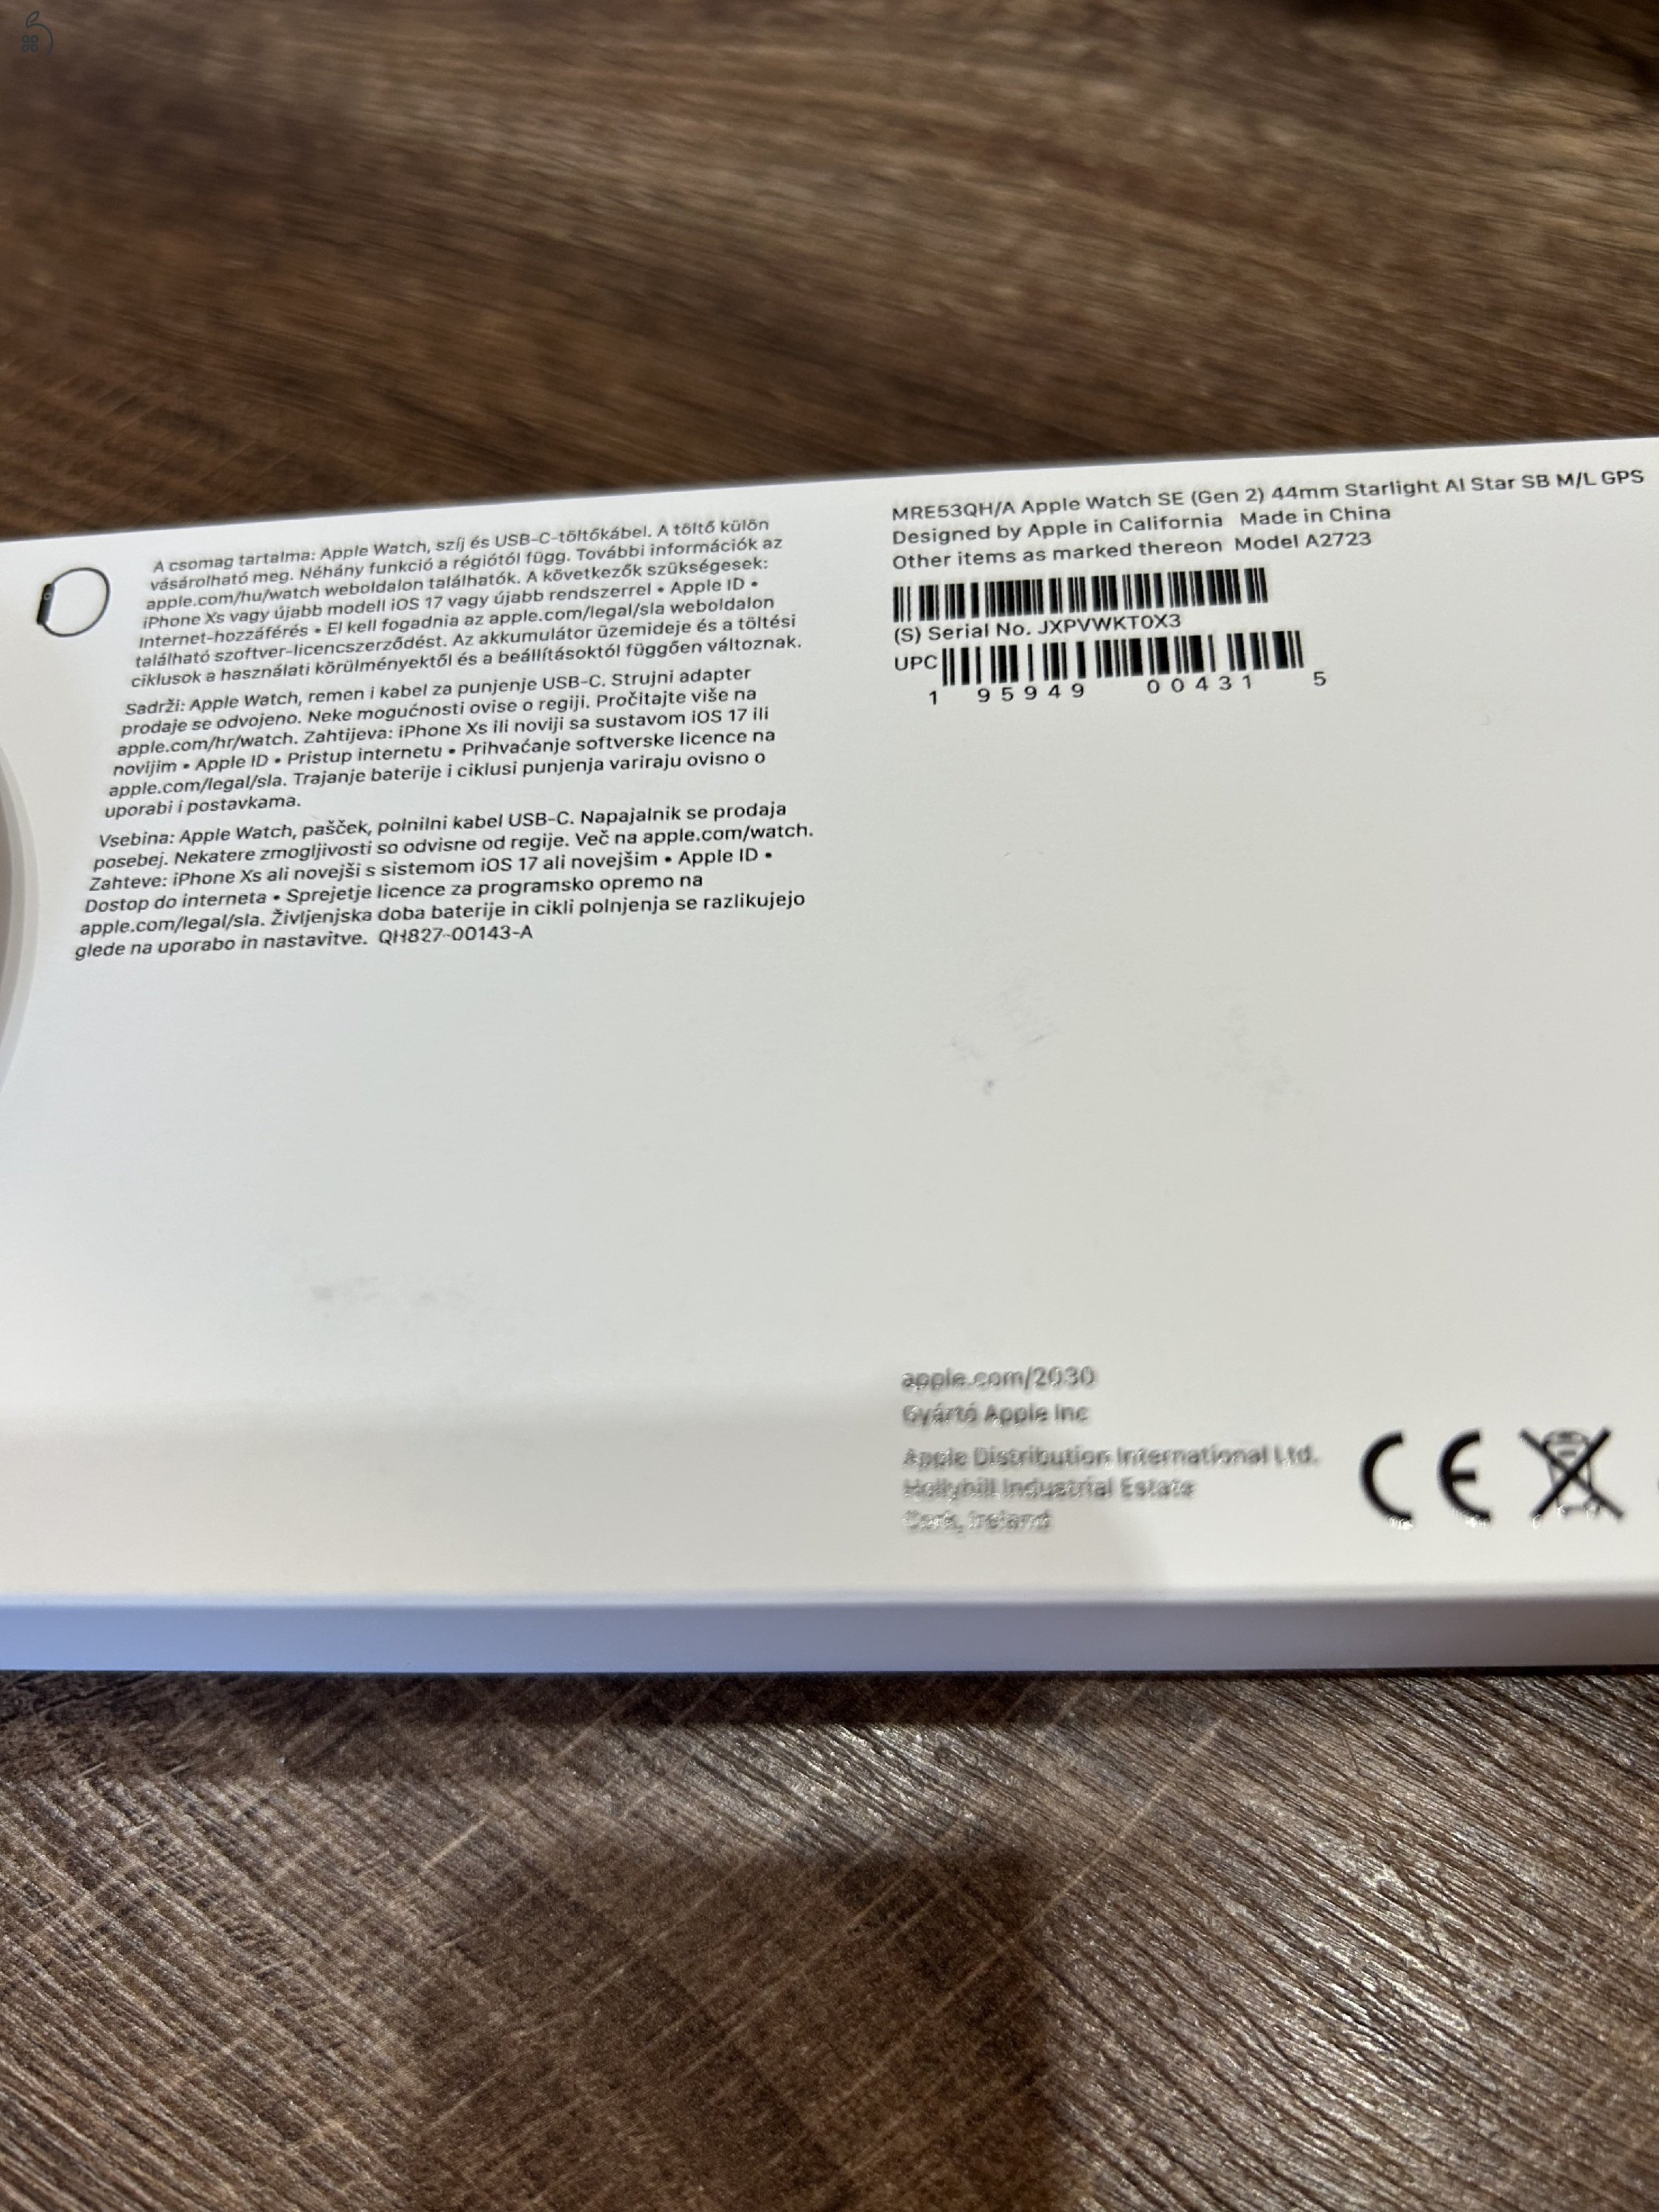 A csomag tartalma: Apple Watch, szíj és USB-C-töltőkábel. A töltő külön
vásárolható meg. Néhány funkció a régiótól függ. További információk az
apple.com/hu/watch weboldalon találhatók. A következők szükségesek:
iPhone Xs vagy újabb modell iOS 17 vagy újabb rendszerrel • Apple ID •
Internet-hozzáférés • El kell fogadnia az apple.com/legal/sla weboldalon
található szoftver-licencszerződést. Az akkumulátor üzemideje és a töltési
ciklusok a használati körülményektől és a beállításoktól függően változnak.
Sadrži: Apple Watch, remen i kabel za punjenje USB-C. Strujni adapter
prodaje se odvojeno. Neke mogućnosti ovise o regiji. Pročitajte više na
apple.com/hr/watch. Zahtijeva: iPhone Xs ili noviji sa sustavom iOS 17 ili
novijim • Apple ID • Pristup internetu • Prihvaćanje softverske licence na
apple.com/legal/sla. Trajanje baterije i ciklusi punjenja variraju ovisno o
uporabi i postavkama.
Vsebina: Apple Watch, pašček, polnilni kabel USB-C. Napajalnik se prodaja
posebej. Nekatere zmogljivosti so odvisne od regije. Več na apple.com/watch.
Zahteve: iPhone Xs ali novejši s sistemom iOS 17 ali novejšim • Apple ID •
Dostop do interneta • Sprejetje licence za programsko opremo na
apple.com/legal/sla. Življenjska doba baterije in cikli polnjenja se razlikujejo
glede na uporabo in nastavitve. QH827-00143-A
MRE53QH/A Apple Watch SE (Gen 2) 44mm Starlight Al Star SB M/L GPS
Designed by Apple in California Made in China
Other items as marked thereon Model A2723
(S) Serial No. JXPVWKT0X3
UPC
1 95949 00431 5
apple.com/2030
Gyártó Apple Inc
Apple Distribution International Ltd.
Hollyhill Industrial Estate
Cork, Ireland
CE